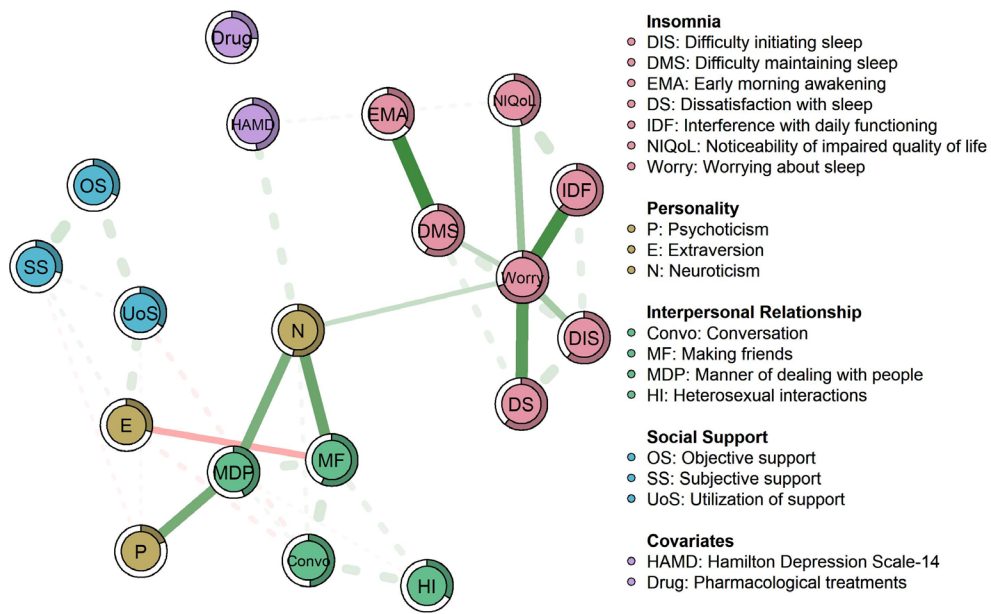 Drug
HAMD
EMA
NIQoL
OS
IDF
DMS
SS
Worry
UoS
N
DIS
DS
E
MDP
MF
P
Convo
HI
Insomnia
DIS: Difficulty initiating sleep
DMS: Difficulty maintaining sleep
EMA: Early morning awakening
DS: Dissatisfaction with sleep
IDF: Interference with daily functioning
NIQoL: Noticeability of impaired quality of life
Worry: Worrying about sleep
Personality
P: Psychoticism
E: Extraversion
N: Neuroticism
Interpersonal Relationship
Convo: Conversation
MF: Making friends
MDP: Manner of dealing with people
HI: Heterosexual interactions
Social Support
OS: Objective support
SS: Subjective support
UoS: Utilization of support
Covariates
HAMD: Hamilton Depression Scale-14
Drug: Pharmacological treatments